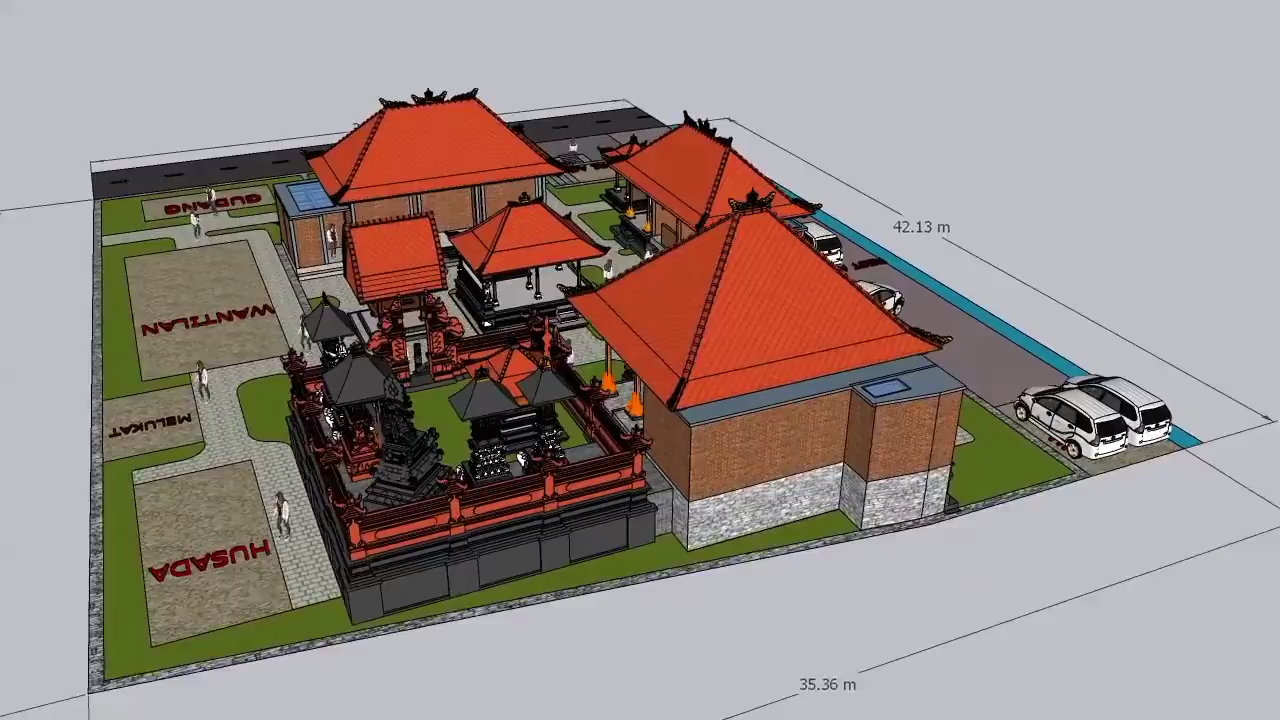 GUDANG
42.13 m
WANTILAN
MELUKAT
HUSADA
35.36 m